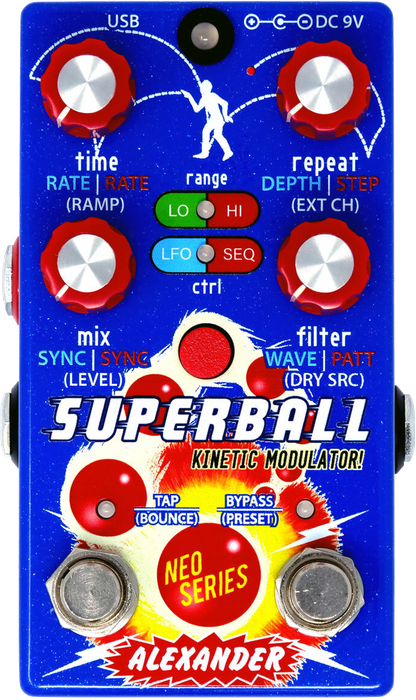 USB
DC 9V
time
RATE | RATE
(RAMP)
range
LO HI
repeat
DEPTH | STEP
(EXT CH)
LFO SEQ
ctrl
mix
SYNC | SYNC
(LEVEL)
filter
WAVE | PATT
(DRY SRC)
SUPERBALL
KINETIC MODULATOR!
TAP
(BOUNCE)
BYPASS
(PRESET)
NEO
SERIES
ALEXANDER